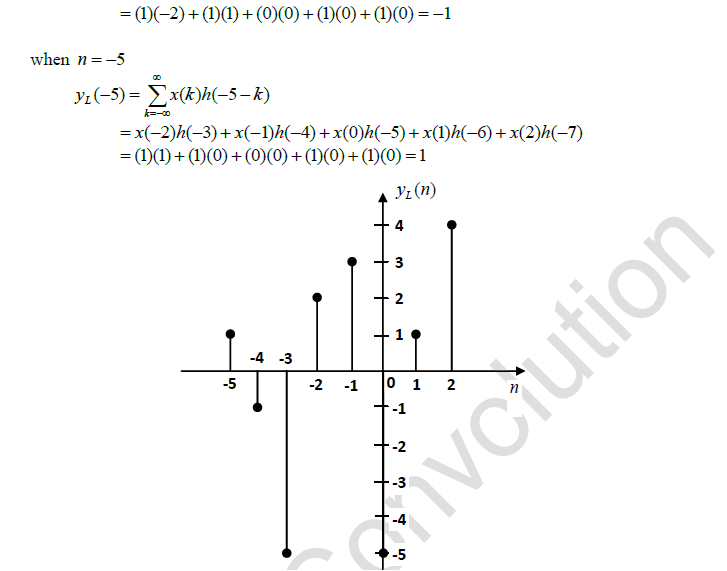 = (1)(−2) + (1)(1) + (0)(0) + (1)(0) + (1)(0) = −1
when n = −5
y_L(−5) = ∑_{k=−∞}^{∞} x(k)h(−5 − k)
= x(−2)h(−3) + x(−1)h(−4) + x(0)h(−5) + x(1)h(−6) + x(2)h(−7)
= (1)(1) + (1)(0) + (0)(0) + (1)(0) + (1)(0) = 1
y_L(n)
4
3
2
1
-4 -3
-5 -2 -1 0 1 2 n
-1
-2
-3
-4
-5
Convclution